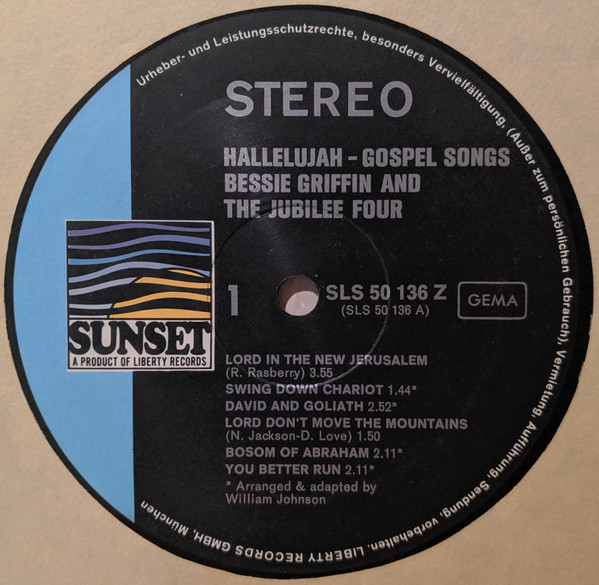 Urheber- und Leistungsschutzrechte, besonders Vervielfältigung, (Außer zum persönlichen Gebrauch), Vermietung, Aufführung, Sendung, vorbehalten. LIBERTY RECORDS GMBH, München
STEREO
HALLELUJAH – GOSPEL SONGS
BESSIE GRIFFIN AND
THE JUBILEE FOUR
SUNSET
A PRODUCT OF LIBERTY RECORDS
1
SLS 50 136 Z
(SLS 50 136 A)
GEMA
LORD IN THE NEW JERUSALEM
(R. Rasberry) 3.55
SWING DOWN CHARIOT 1.44*
DAVID AND GOLIATH 2.52*
LORD DON'T MOVE THE MOUNTAINS
(N. Jackson-D. Love) 1.50
BOSOM OF ABRAHAM 2.11*
YOU BETTER RUN 2.11*
* Arranged & adapted by
William Johnson